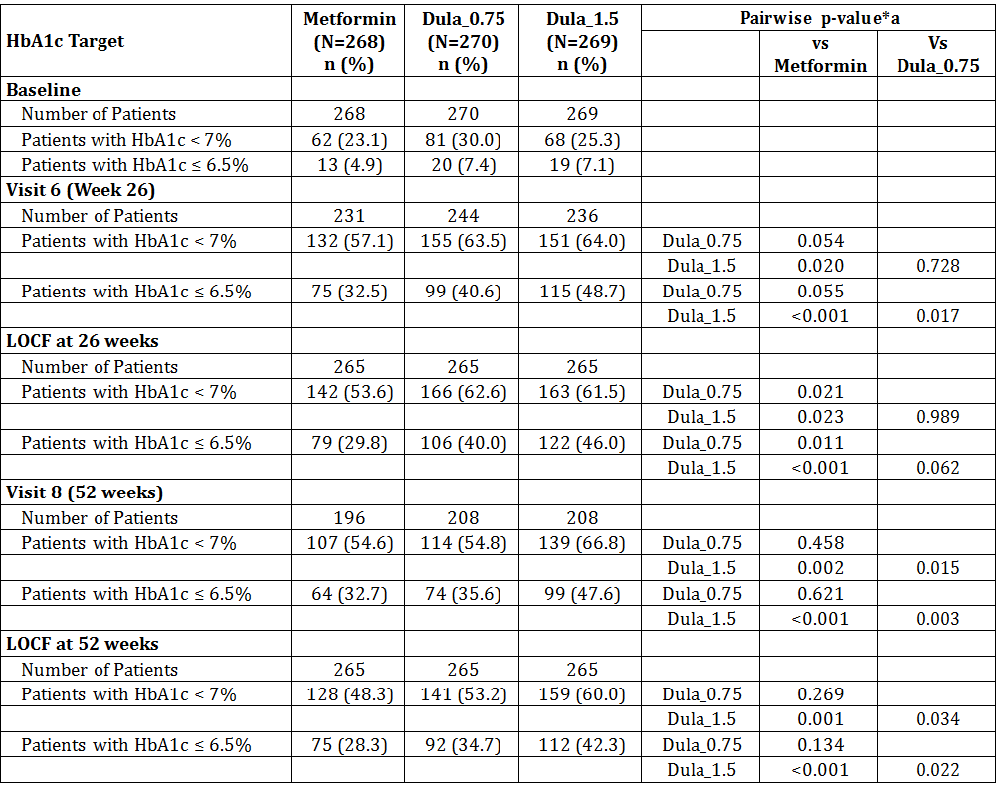 HbA1c Target Metformin (N=268) n (%) Dula_0.75 (N=270) n (%) Dula_1.5 (N=269) n (%) Pairwise p-value*a
vs Metformin Vs Dula_0.75
Baseline
Number of Patients 268 270 269
Patients with HbA1c < 7% 62 (23.1) 81 (30.0) 68 (25.3)
Patients with HbA1c ≤ 6.5% 13 (4.9) 20 (7.4) 19 (7.1)
Visit 6 (Week 26)
Number of Patients 231 244 236
Patients with HbA1c < 7% 132 (57.1) 155 (63.5) 151 (64.0) Dula_0.75 0.054
Dula_1.5 0.020 0.728
Patients with HbA1c ≤ 6.5% 75 (32.5) 99 (40.6) 115 (48.7) Dula_0.75 0.055
Dula_1.5 <0.001 0.017
LOCF at 26 weeks
Number of Patients 265 265 265
Patients with HbA1c < 7% 142 (53.6) 166 (62.6) 163 (61.5) Dula_0.75 0.021
Dula_1.5 0.023 0.989
Patients with HbA1c ≤ 6.5% 79 (29.8) 106 (40.0) 122 (46.0) Dula_0.75 0.011
Dula_1.5 <0.001 0.062
Visit 8 (52 weeks)
Number of Patients 196 208 208
Patients with HbA1c < 7% 107 (54.6) 114 (54.8) 139 (66.8) Dula_0.75 0.458
Dula_1.5 0.002 0.015
Patients with HbA1c ≤ 6.5% 64 (32.7) 74 (35.6) 99 (47.6) Dula_0.75 0.621
Dula_1.5 <0.001 0.003
LOCF at 52 weeks
Number of Patients 265 265 265
Patients with HbA1c < 7% 128 (48.3) 141 (53.2) 159 (60.0) Dula_0.75 0.269
Dula_1.5 0.001 0.034
Patients with HbA1c ≤ 6.5% 75 (28.3) 92 (34.7) 112 (42.3) Dula_0.75 0.134
Dula_1.5 <0.001 0.022